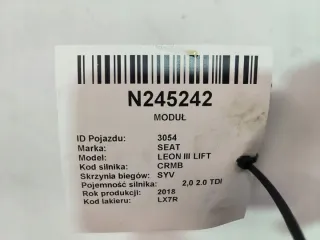 N245242
MODUŁ
ID Pojazdu: 3054
Marka: SEAT
Model: LEON III LIFT
Kod silnika: CRMB
Skrzynia biegów: SYV
Pojemność silnika: 2,0 2.0 TDI
Rok produkcji: 2018
Kod lakieru: LX7R